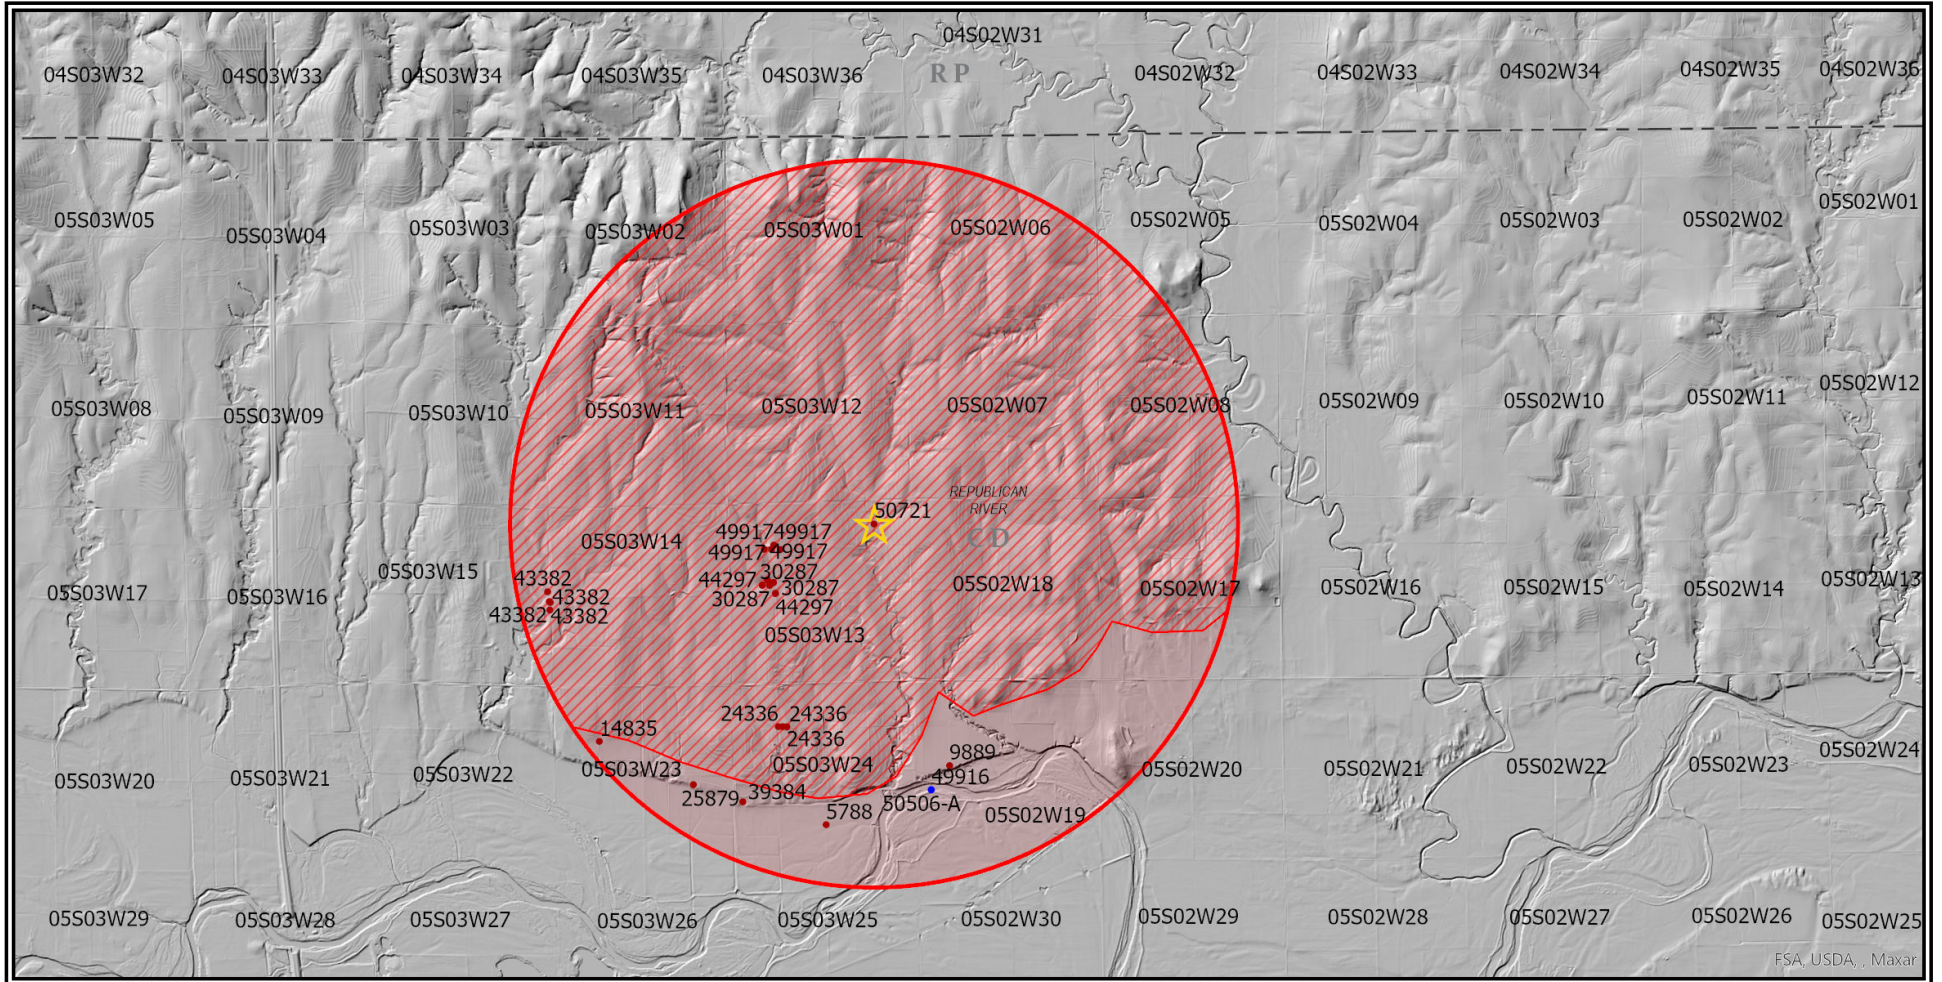 04S02W31
04S03W32 04S03W33 04S03W34 04S03W35 04S03W36 RP 04S02W32 04S02W33 04S02W34 04S02W35 04S02W36
05S03W05 05S03W04 05S03W03 05S03W02 05S03W01 05S02W06 05S02W05 05S02W04 05S02W03 05S02W02 05S02W01
05S03W08 05S03W09 05S03W10 05S03W11 05S03W12 05S02W07 05S02W08 05S02W09 05S02W10 05S02W11 05S02W12
REPUBLICAN
RIVER
CD
50721
49917 49917
49917 49917
05S03W17 05S03W16 05S03W15 05S03W14 05S02W18 05S02W17 05S02W16 05S02W15 05S02W14 05S02W13
30287
44297 30287
30287 44297
43382
43382
43382 43382
05S03W13
24336 24336
24336
14835
05S03W20 05S03W21 05S03W22 05S03W23 05S03W24 05S02W20 05S02W21 05S02W22 05S02W23 05S02W24
9889
49916
25879 39384
50506-A
5788
05S02W19
05S03W29 05S03W28 05S03W27 05S03W26 05S03W25 05S02W30 05S02W29 05S02W28 05S02W27 05S02W26 05S02W25
FSA, USDA, , Maxar